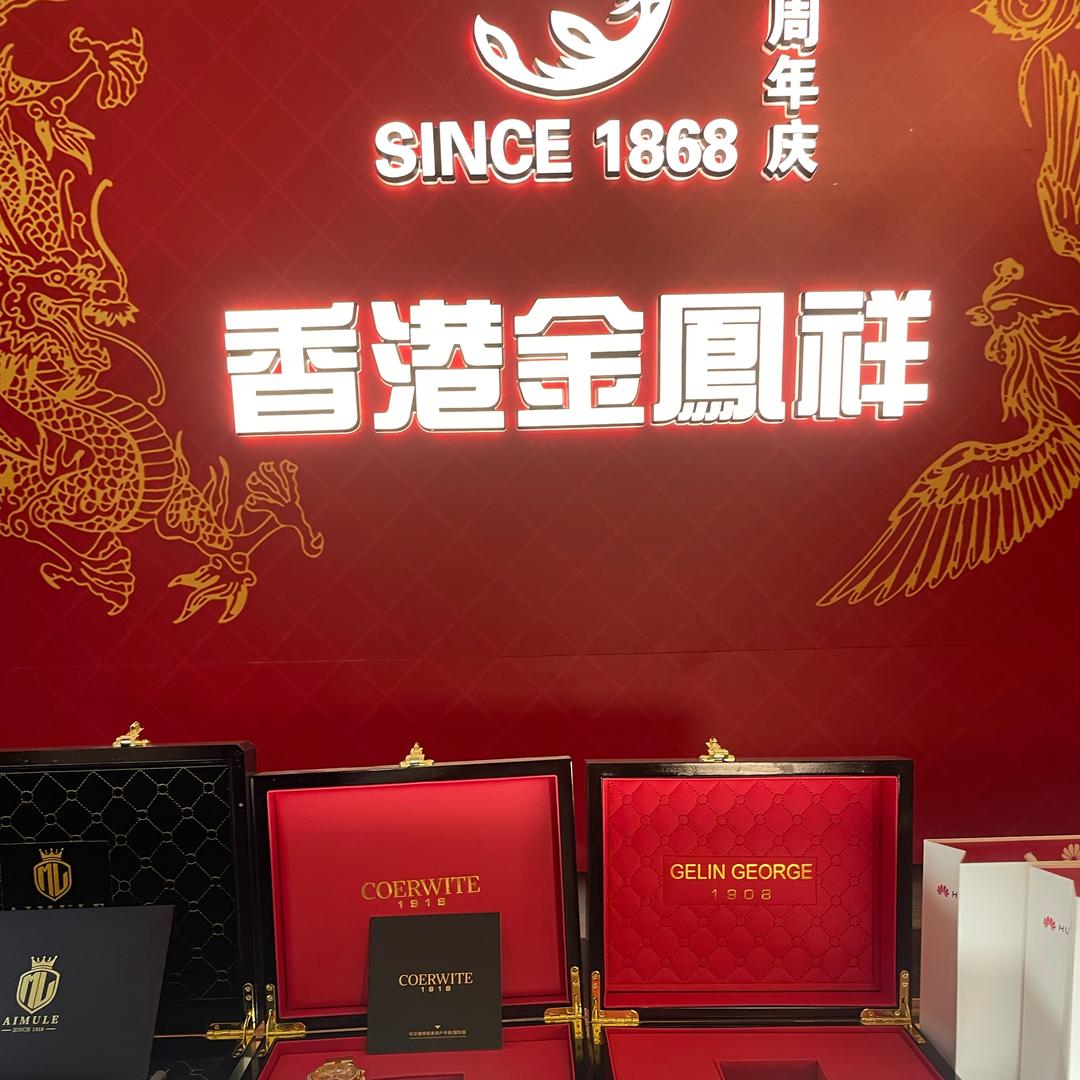 周年庆
SINCE 1868
香港金鳳祥
AIMULE
AIMULE
SINCE 1918
COERWITE
1918
COERWITE
1918
GELIN GEORGE
1908